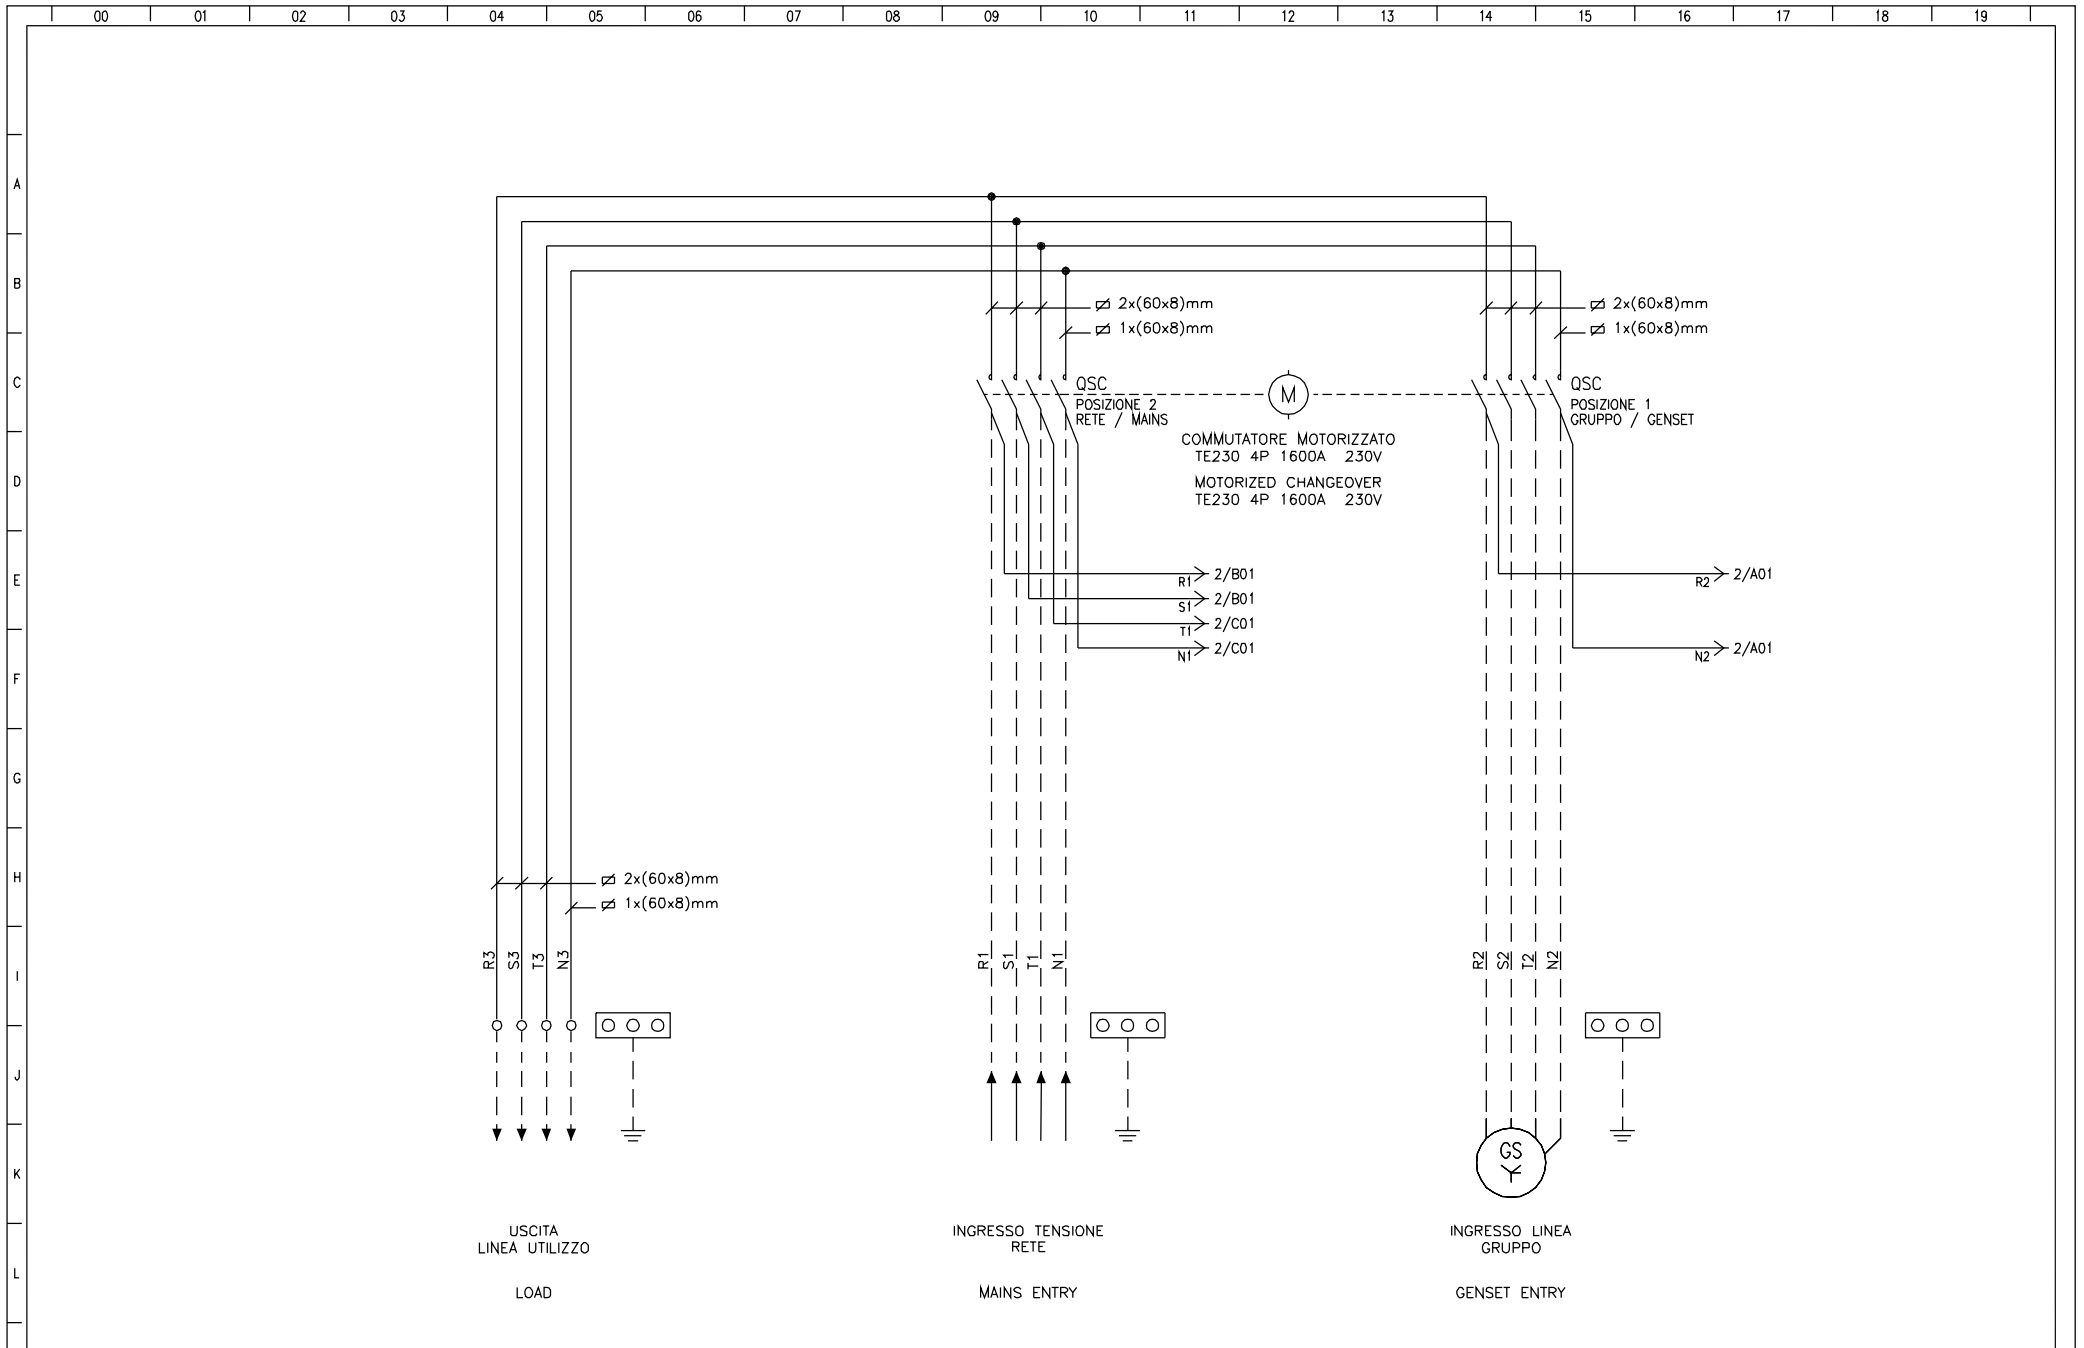 00 01 02 03 04 05 06 07 08 09 10 11 12 13 14 15 16 17 18 19
A
B
2x(60x8)mm
1x(60x8)mm
2x(60x8)mm
1x(60x8)mm
C
QSC
POSIZIONE 2
RETE / MAINS
M
QSC
POSIZIONE 1
GRUPPO / GENSET
COMMUTATORE MOTORIZZATO
TE230 4P 1600A 230V
MOTORIZED CHANGEOVER
TE230 4P 1600A 230V
D
E
R1 2/B01
S1 2/B01
T1 2/C01
N1 2/C01
R2 2/A01
N2 2/A01
F
G
H
2x(60x8)mm
1x(60x8)mm
I
R3 S3 T3 N3
R1 S1 T1 N1
R2 S2 T2 N2
J
K
GS
USCITA
LINEA UTILIZZO
LOAD
INGRESSO TENSIONE
RETE
MAINS ENTRY
INGRESSO LINEA
GRUPPO
GENSET ENTRY
L